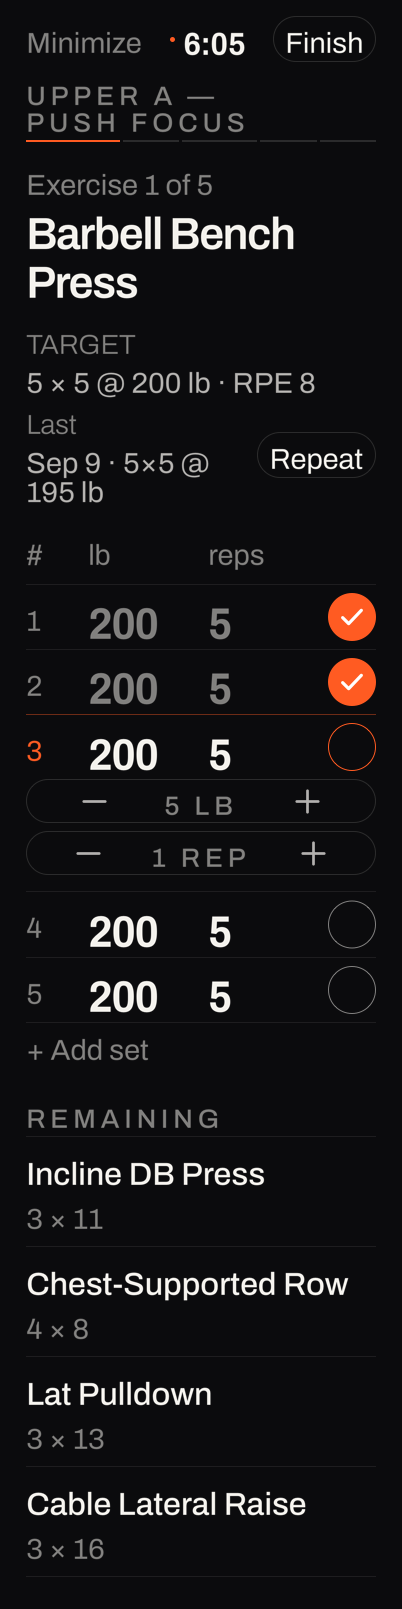 Minimize
6:05
Finish
UPPER A —
PUSH FOCUS
Exercise 1 of 5
Barbell Bench
Press
TARGET
5 × 5 @ 200 lb · RPE 8
Last
Sep 9 · 5×5 @
195 lb
Repeat
# lb reps
1 200 5
2 200 5
3 200 5
− 5 LB +
− 1 REP +
4 200 5
5 200 5
+ Add set
REMAINING
Incline DB Press
3 × 11
Chest-Supported Row
4 × 8
Lat Pulldown
3 × 13
Cable Lateral Raise
3 × 16